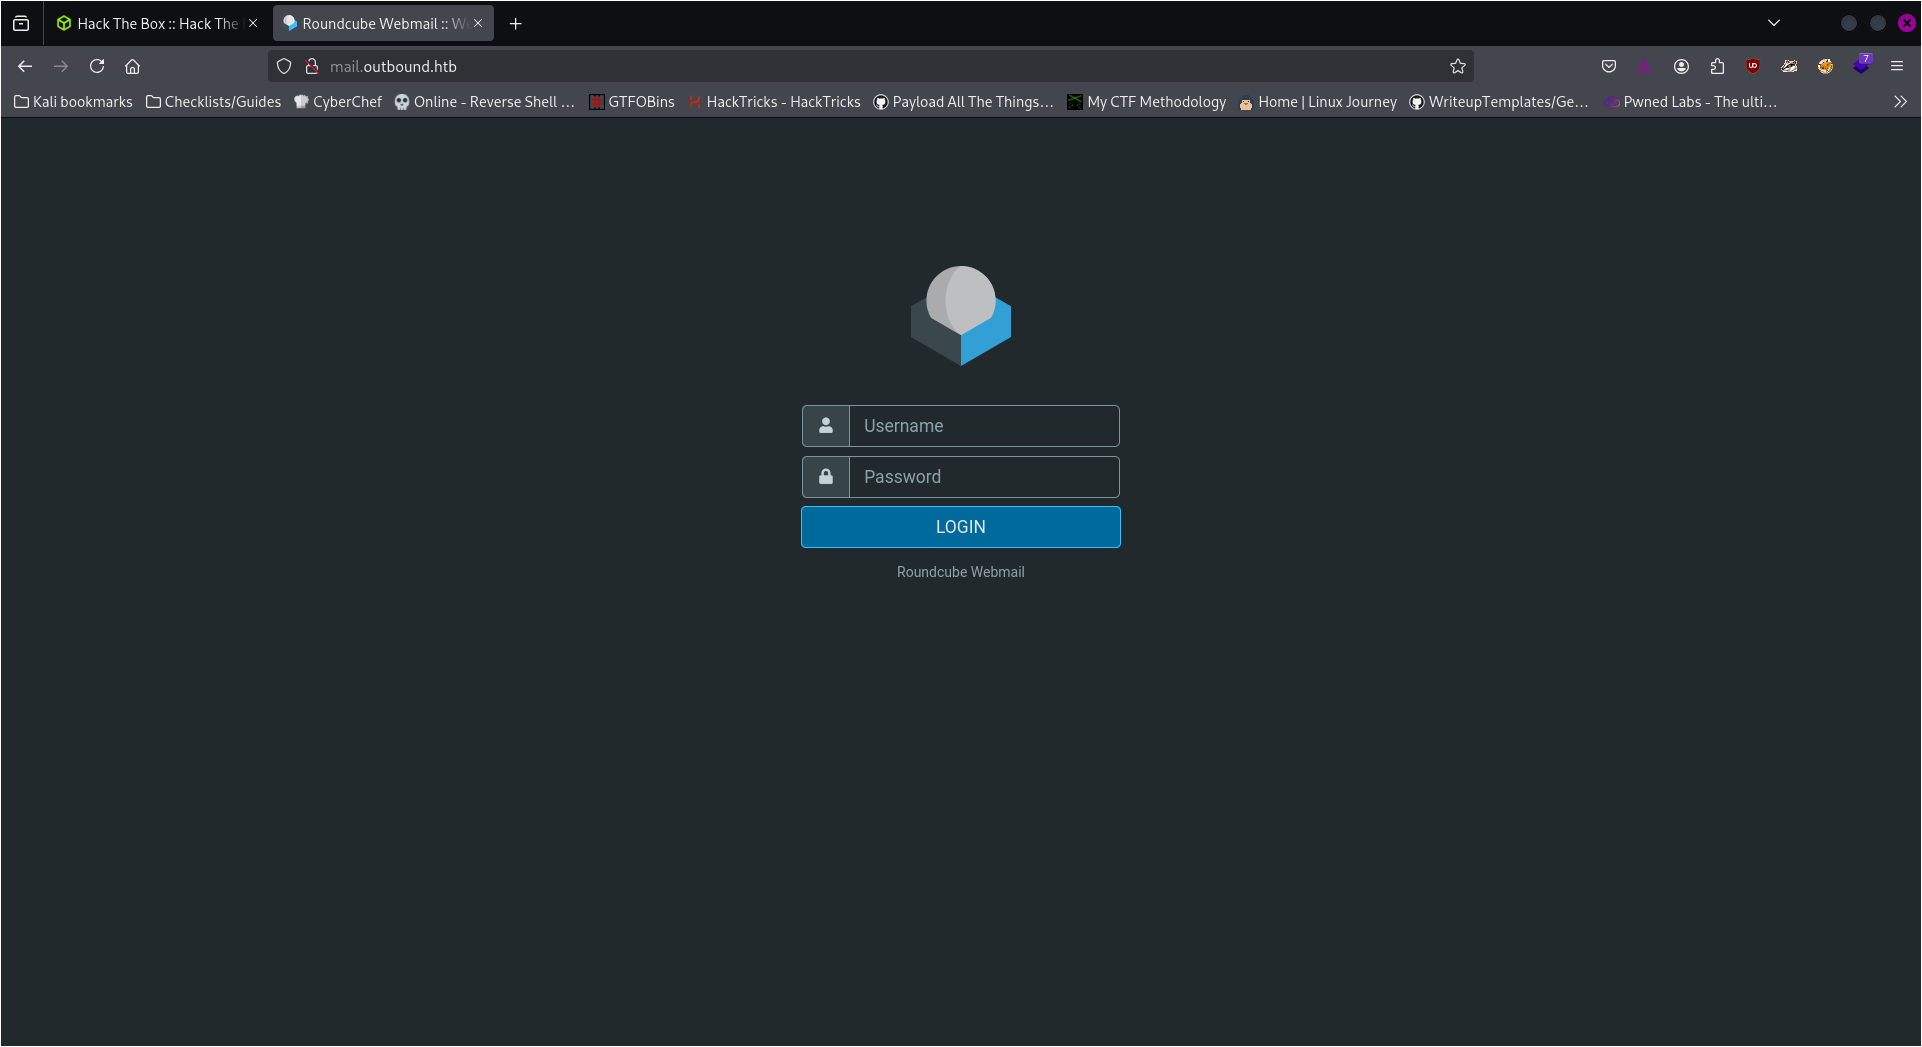 Hack The Box :: Hack The
Roundcube Webmail :: W
mail.outbound.htb
7
Kali bookmarks
Checklists/Guides
CyberChef
Online - Reverse Shell …
GTFOBins
HackTricks - HackTricks
Payload All The Things…
My CTF Methodology
Home | Linux Journey
WriteupTemplates/Ge…
Pwned Labs - The ulti…
Username
Password
LOGIN
Roundcube Webmail